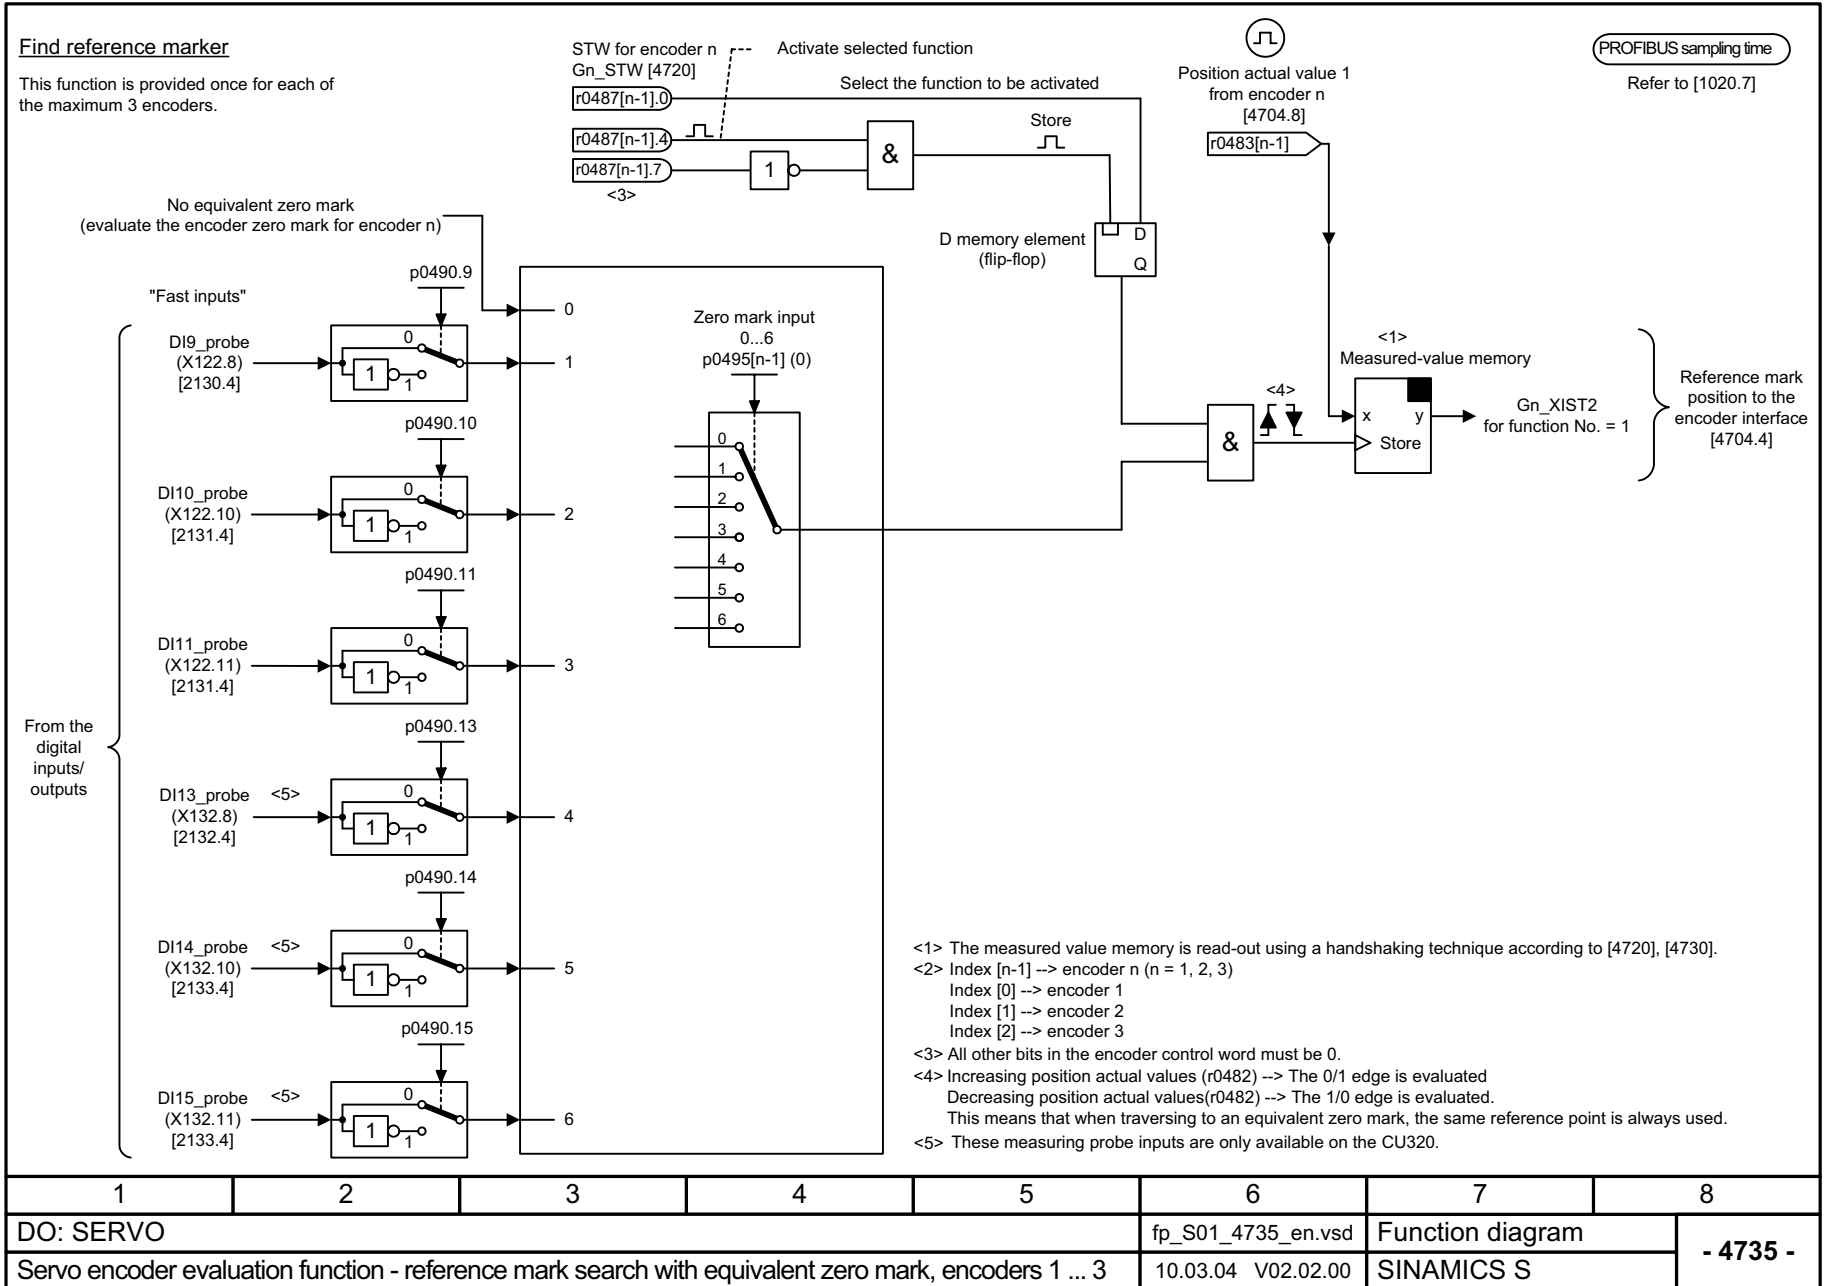 Find reference marker
This function is provided once for each of
the maximum 3 encoders.
STW for encoder n
Gn_STW [4720]
Activate selected function
Select the function to be activated
r0487[n-1].0
r0487[n-1].4
r0487[n-1].7
<3>
1
&
Store
Position actual value 1
from encoder n
[4704.8]
r0483[n-1]
PROFIBUS sampling time
Refer to [1020.7]
No equivalent zero mark
(evaluate the encoder zero mark for encoder n)
D memory element
(flip-flop)
D
Q
"Fast inputs"
From the
digital
inputs/
outputs
p0490.9
DI9_probe
(X122.8)
[2130.4]
0
1
1
p0490.10
DI10_probe
(X122.10)
[2131.4]
0
1
1
p0490.11
DI11_probe
(X122.11)
[2131.4]
0
1
1
p0490.13
DI13_probe
(X132.8)
[2132.4]
<5>
0
1
1
p0490.14
DI14_probe
(X132.10)
[2133.4]
<5>
0
1
1
p0490.15
DI15_probe
(X132.11)
[2133.4]
<5>
0
1
1
0
1
2
3
4
5
6
Zero mark input
0...6
p0495[n-1] (0)
0
1
2
3
4
5
6
&
<4>
<1>
Measured-value memory
x
y
Store
Gn_XIST2
for function No. = 1
Reference mark
position to the
encoder interface
[4704.4]
<1> The measured value memory is read-out using a handshaking technique according to [4720], [4730].
<2> Index [n-1] --> encoder n (n = 1, 2, 3)
Index [0] --> encoder 1
Index [1] --> encoder 2
Index [2] --> encoder 3
<3> All other bits in the encoder control word must be 0.
<4> Increasing position actual values (r0482) --> The 0/1 edge is evaluated
Decreasing position actual values(r0482) --> The 1/0 edge is evaluated.
This means that when traversing to an equivalent zero mark, the same reference point is always used.
<5> These measuring probe inputs are only available on the CU320.
1 2 3 4 5 6 7 8
DO: SERVO
fp_S01_4735_en.vsd
Function diagram
- 4735 -
Servo encoder evaluation function - reference mark search with equivalent zero mark, encoders 1 ... 3
10.03.04 V02.02.00
SINAMICS S